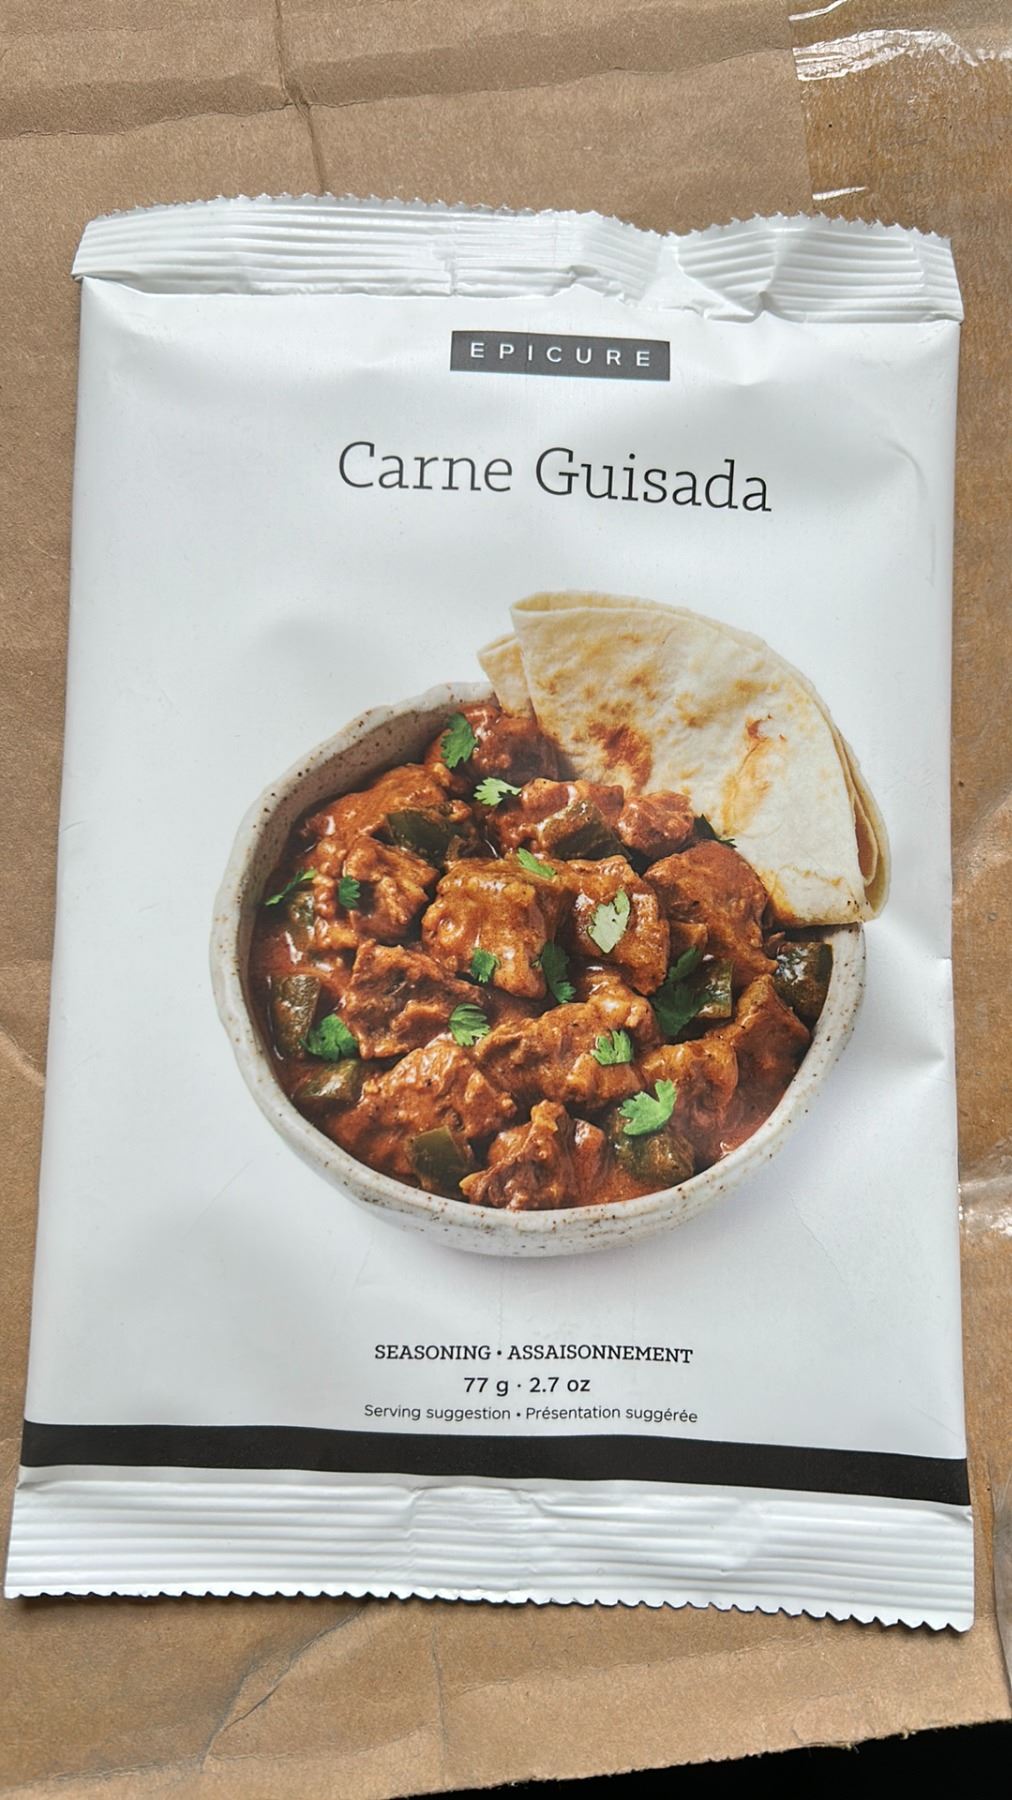 EPICURE
Carne Guisada
SEASONING • ASSAISONNEMENT
77 g · 2.7 oz
Serving suggestion • Présentation suggérée